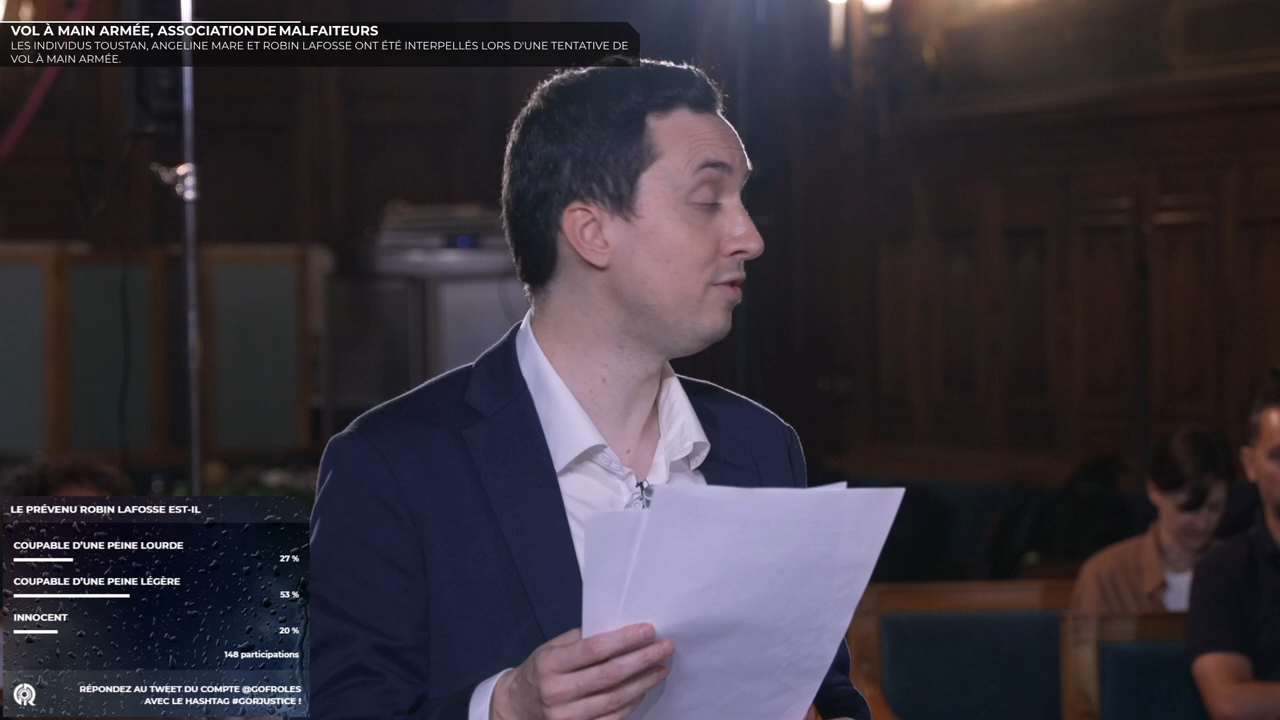 VOL À MAIN ARMÉE, ASSOCIATION DE MALFAITEURS
LES INDIVIDUS TOUSTAN, ANGELINE MARE ET ROBIN LAFOSSE ONT ÉTÉ INTERPELLÉS LORS D'UNE TENTATIVE DE
VOL À MAIN ARMÉE.
LE PRÉVENU ROBIN LAFOSSE EST-IL
COUPABLE D'UNE PEINE LOURDE
27 %
COUPABLE D'UNE PEINE LÉGÈRE
53 %
INNOCENT
20 %
148 participations
RÉPONDEZ AU TWEET DU COMPTE @GOFROLES
AVEC LE HASHTAG #GORJUSTICE !